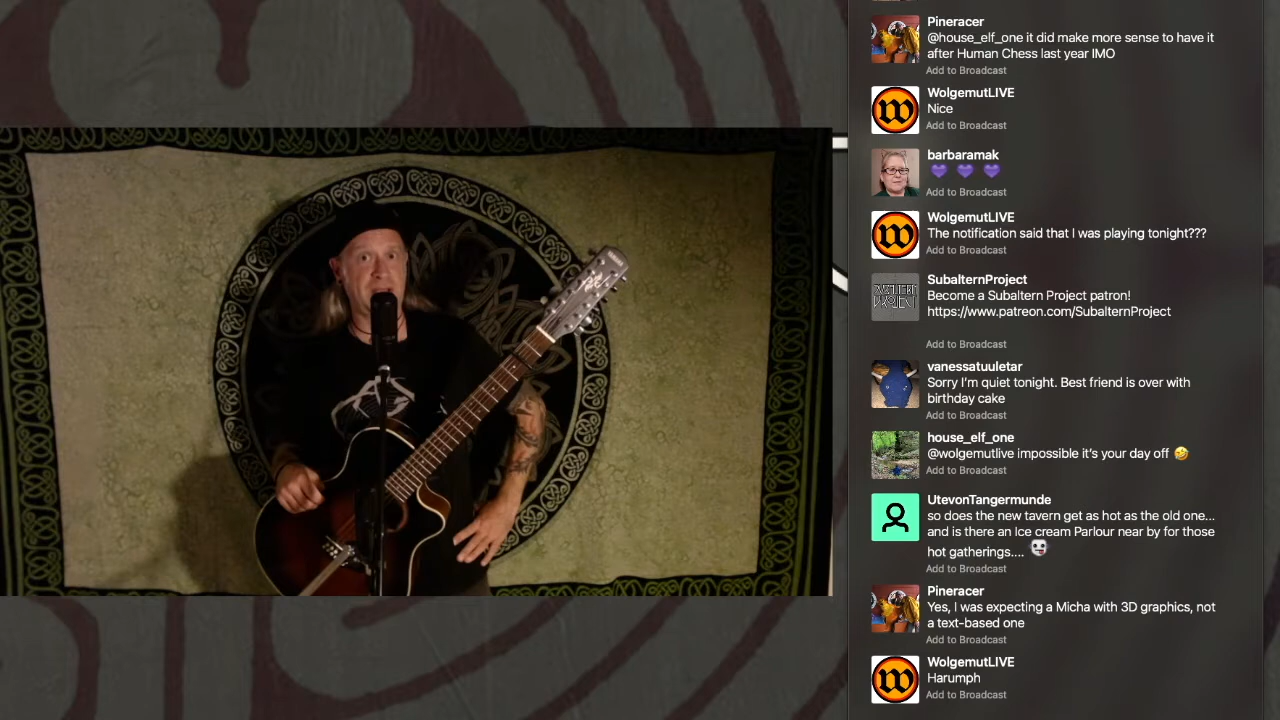 Pineracer
@house_elf_one it did make more sense to have it
after Human Chess last year IMO
Add to Broadcast
WolgemutLIVE
Nice
Add to Broadcast
barbaramak
💜 💜 💜
Add to Broadcast
WolgemutLIVE
The notification said that I was playing tonight???
Add to Broadcast
SubalternProject
Become a Subaltern Project patron!
https://www.patreon.com/SubalternProject
Add to Broadcast
vanessatuuletar
Sorry I'm quiet tonight. Best friend is over with
birthday cake
Add to Broadcast
house_elf_one
@wolgemutlive impossible it's your day off 🤣
Add to Broadcast
UtevonTangermunde
so does the new tavern get as hot as the old one...
and is there an Ice cream Parlour near by for those
hot gatherings....
Add to Broadcast
Pineracer
Yes, I was expecting a Micha with 3D graphics, not
a text-based one
Add to Broadcast
WolgemutLIVE
Harumph
Add to Broadcast